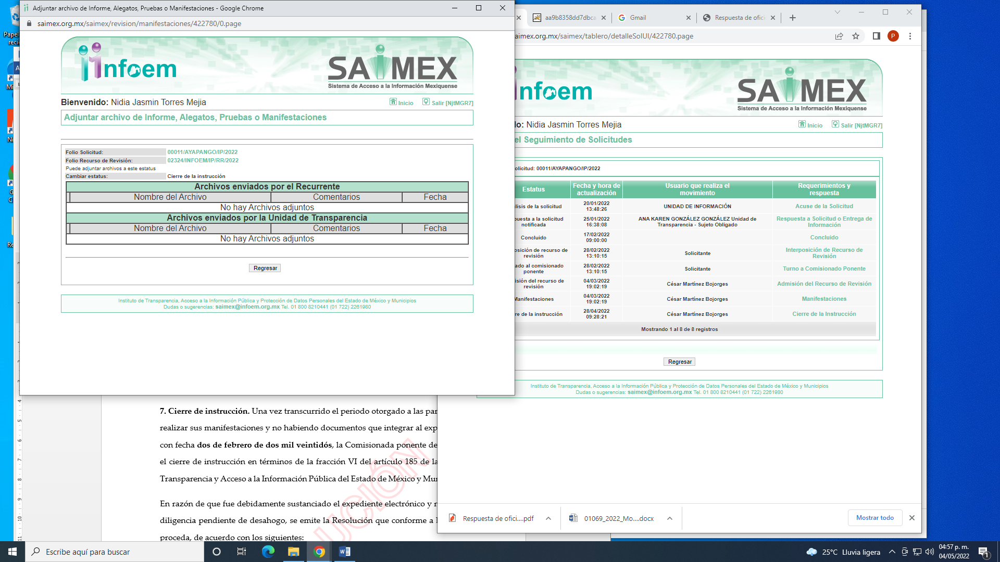 Adjuntar archivo de Informe, Alegatos, Pruebas o Manifestaciones - Google Chrome
saimex.org.mx/saimex/revision/manifestaciones/422780/0.page
infoem
SAIMEX
Sistema de Acceso a la Información Mexiquense
Bienvenido: Nidia Jasmin Torres Mejia
Inicio Salir [NjtMGR7]
Adjuntar archivo de Informe, Alegatos, Pruebas o Manifestaciones
Folio Solicitud: 00011/AYAPANGO/IP/2022
Folio Recurso de Revisión: 02324/INFOEM/IP/RR/2022
Puede adjuntar archivos a este estatus
Cambiar estatus: Cierre de la instrucción
Archivos enviados por el Recurrente
Nombre del Archivo Comentarios Fecha
No hay Archivos adjuntos
Archivos enviados por la Unidad de Transparencia
Nombre del Archivo Comentarios Fecha
No hay Archivos adjuntos
Regresar
Instituto de Transparencia, Acceso a la Información Pública y Protección de Datos Personales del Estado de México y Municipios
Dudas o sugerencias: saimex@infoem.org.mx Tel. 01 800 8210441 (01 722) 2261980
aa9b8358dd7dbca
Gmail
Respuesta de ofici
aimex.org.mx/saimex/tablero/detalleSolUI/422780.page
P
nfoem
SAIMEX
Sistema de Acceso a la Información Mexiquense
do: Nidia Jasmin Torres Mejia
Inicio Salir [NjtMGR7]
el Seguimiento de Solicitudes
olicitud: 00011/AYAPANGO/IP/2022
Estatus
Fecha y hora de
actualización
Usuario que realiza el
movimiento
Requerimientos y
respuesta
lisis de la solicitud
20/01/2022
13:48:26
UNIDAD DE INFORMACIÓN
Acuse de la Solicitud
puesta a la solicitud
notificada
25/01/2022
16:38:08
ANA KAREN GONZÁLEZ GONZÁLEZ Unidad de
Transparencia - Sujeto Obligado
Respuesta a Solicitud o Entrega de
Información
Concluido
17/02/2022
09:00:00
Concluido
osición de recurso de
revisión
28/02/2022
13:10:15
Solicitante
Interposición de Recurso de
Revisión
ado al comisionado
ponente
28/02/2022
13:10:15
Solicitante
Turno a Comisionado Ponente
isión del recurso de
revisión
04/03/2022
19:02:19
César Martínez Bojorges
Admisión del Recurso de Revisión
Manifestaciones
04/03/2022
19:02:19
César Martínez Bojorges
Manifestaciones
re de la instrucción
28/04/2022
09:28:21
César Martínez Bojorges
Cierre de la Instrucción
Mostrando 1 al 8 de 8 registros
Regresar
Instituto de Transparencia, Acceso a la Información Pública y Protección de Datos Personales del Estado de México y Municipios
Dudas o sugerencias: saimex@infoem.org.mx Tel. 01 800 8210441 (01 722) 2261980
7. Cierre de instrucción. Una vez transcurrido el periodo otorgado a las par
realizar sus manifestaciones y no habiendo documentos que integrar al exp
con fecha dos de febrero de dos mil veintidós, la Comisionada ponente de
el cierre de instrucción en términos de la fracción VI del artículo 185 de la
Transparencia y Acceso a la Información Pública del Estado de México y Mun
En razón de que fue debidamente sustanciado el expediente electrónico y n
diligencia pendiente de desahogo, se emite la Resolución que conforme a
proceda, de acuerdo con los siguientes:
UCIÓN
Respuesta de ofici....pdf
01069_2022_Mo....docx
Mostrar todo
Escribe aquí para buscar
25°C Lluvia ligera
04:57 p. m.
04/05/2022
1